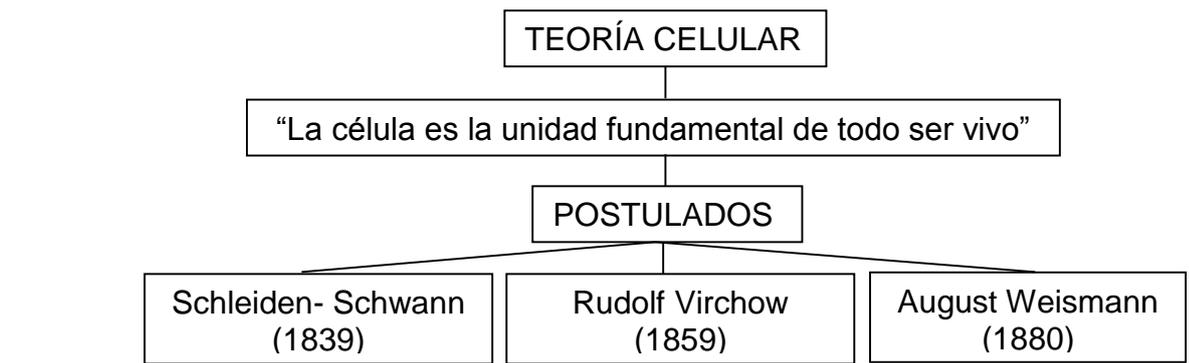 TEORÍA CELULAR
“La célula es la unidad fundamental de todo ser vivo”
POSTULADOS
Schleiden- Schwann
(1839)
Rudolf Virchow
(1859)
August Weismann
(1880)